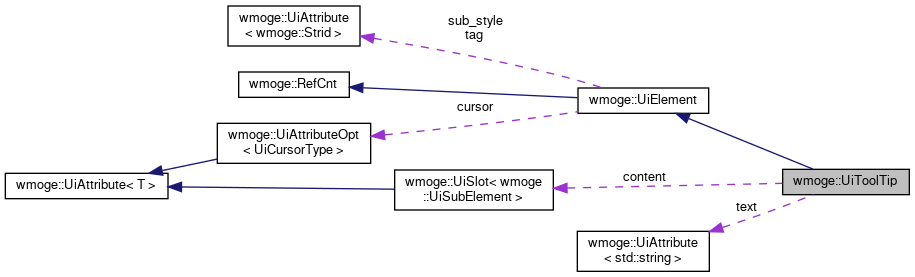 wmoge::UiAttribute
< wmoge::Strid >
sub_style
tag
wmoge::RefCnt
wmoge::UiElement
cursor
wmoge::UiAttributeOpt
< UiCursorType >
wmoge::UiAttribute< T >
wmoge::UiSlot< wmoge
::UiSubElement >
content
wmoge::UiToolTip
text
wmoge::UiAttribute
< std::string >